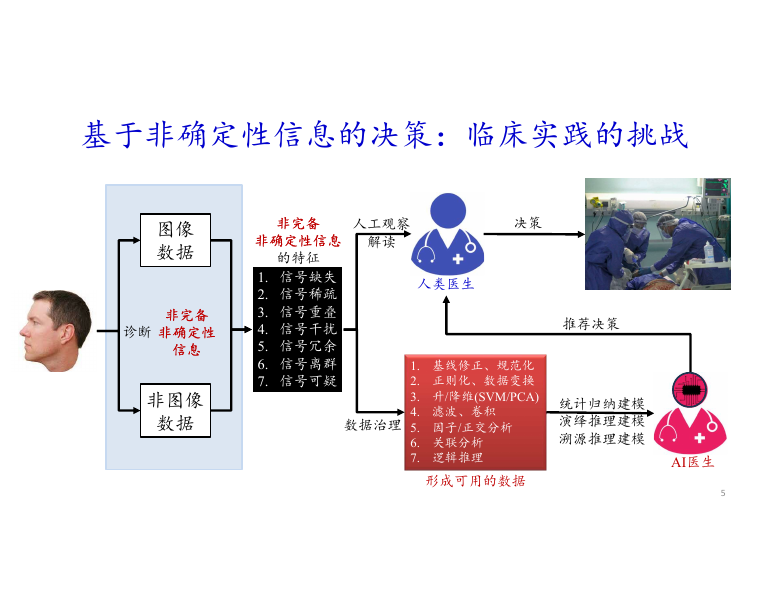 基于非确定性信息的决策：临床实践的挑战
图像
数据
诊断
非完备
非确定性
信息
非图像
数据
非完备
非确定性信息
的特征
1. 信号缺失
2. 信号稀疏
3. 信号重叠
4. 信号干扰
5. 信号冗余
6. 信号离群
7. 信号可疑
人工观察
解读
人类医生
决策
推荐决策
数据治理
1. 基线修正、规范化
2. 正则化、数据变换
3. 升/降维(SVM/PCA)
4. 滤波、卷积
5. 因子/正交分析
6. 关联分析
7. 逻辑推理
形成可用的数据
统计归纳建模
演绎推理建模
溯源推理建模
AI医生
5